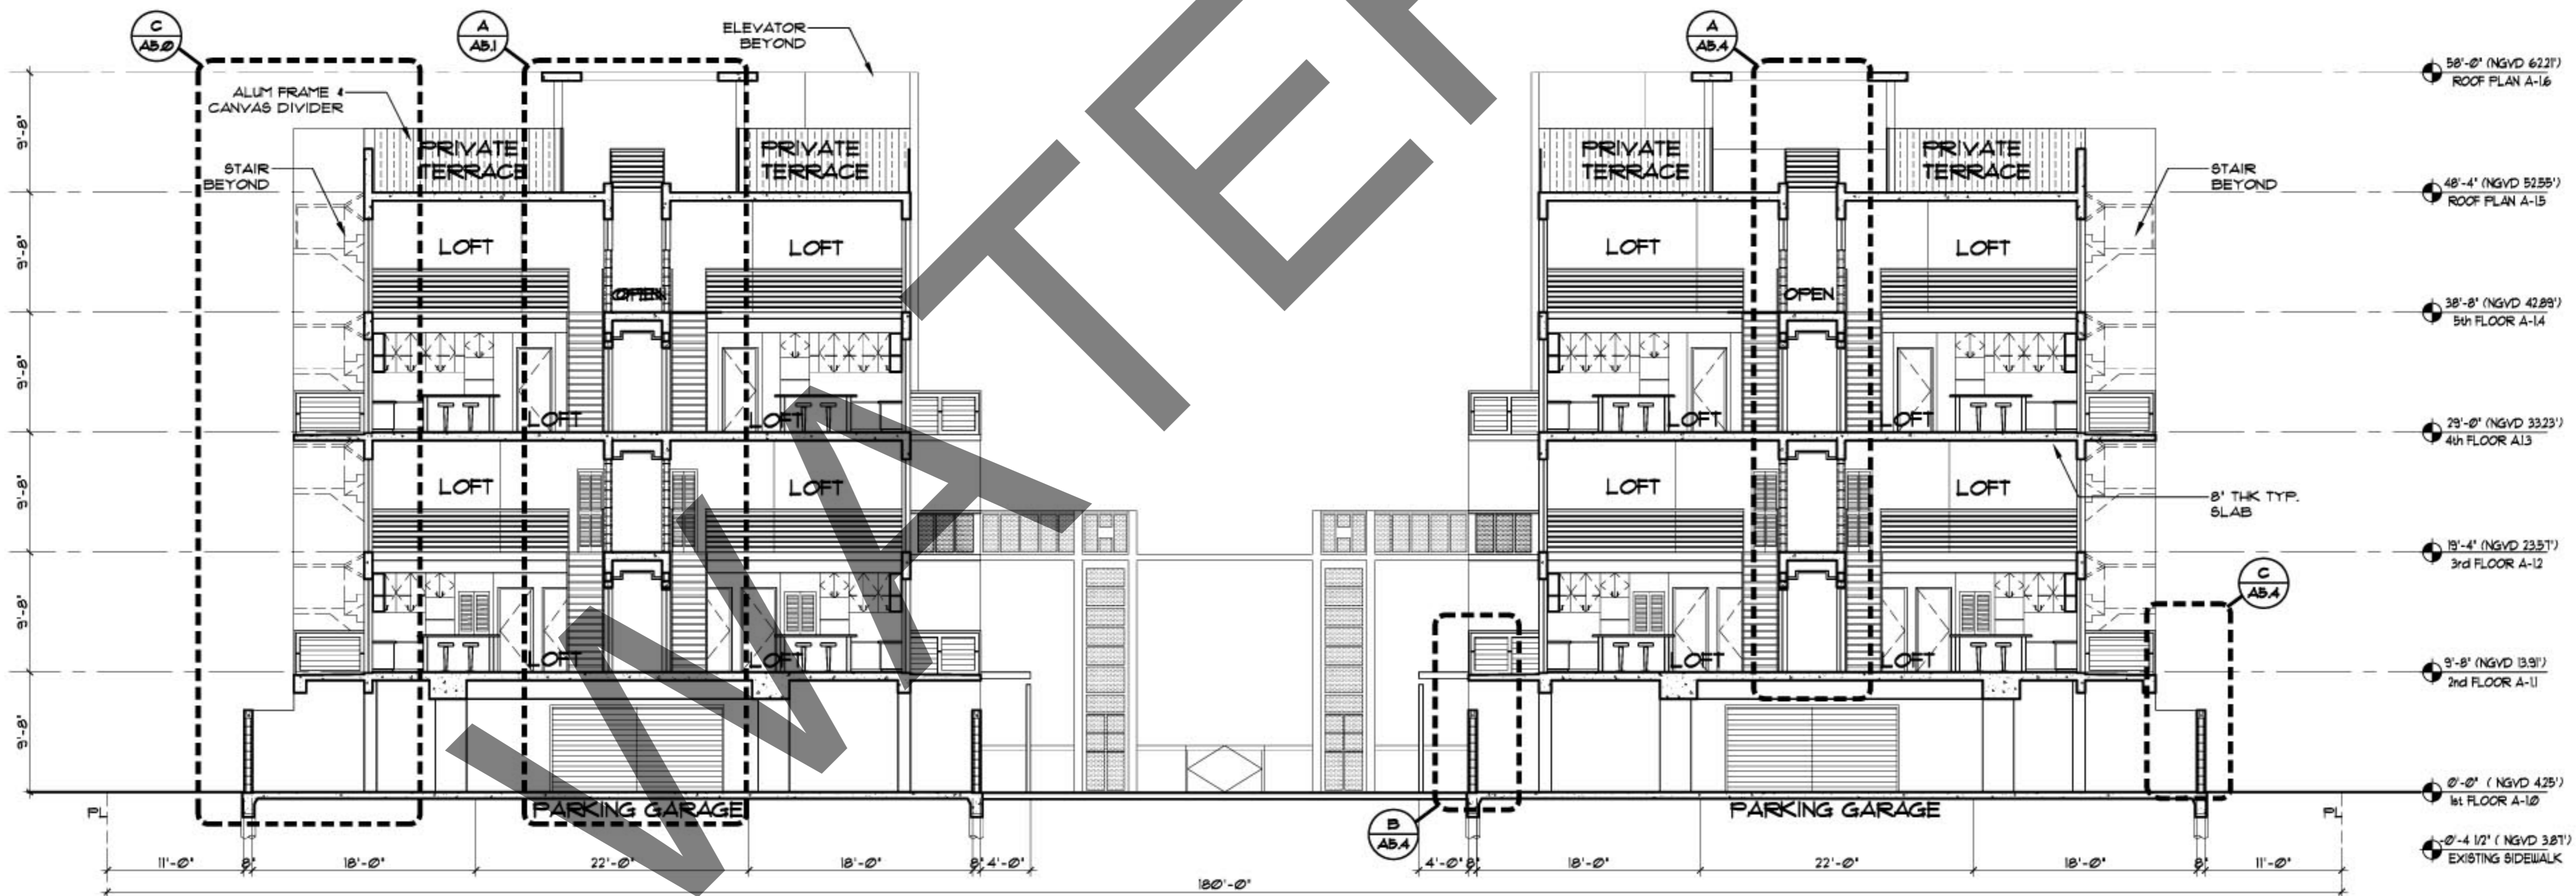 C
A5.0
A
A5.1
ELEVATOR
BEYOND
A
A5.4
58'-0" (NGVD 62.21')
ROOF PLAN A-1.6
ALUM FRAME &
CANVAS DIVIDER
9'-8"
PRIVATE
TERRACE
PRIVATE
TERRACE
PRIVATE
TERRACE
PRIVATE
TERRACE
STAIR
BEYOND
STAIR
BEYOND
48'-4" (NGVD 52.55')
ROOF PLAN A-1.5
9'-8"
LOFT
LOFT
LOFT
LOFT
OPEN
OPEN
38'-8" (NGVD 42.89')
5th FLOOR A-1.4
9'-8"
LOFT
LOFT
LOFT
LOFT
29'-0" (NGVD 33.23')
4th FLOOR A1.3
9'-8"
LOFT
LOFT
LOFT
LOFT
8" THK TYP.
SLAB
19'-4" (NGVD 23.57')
3rd FLOOR A-1.2
C
A5.4
9'-8"
LOFT
LOFT
LOFT
LOFT
9'-8" (NGVD 13.91')
2nd FLOOR A-1.1
9'-8"
0'-0" ( NGVD 4.25')
1st FLOOR A-1.0
PL
PARKING GARAGE
PARKING GARAGE
PL
B
A5.4
-0'-4 1/2" ( NGVD 3.87')
EXISTING SIDEWALK
11'-0" 8" 18'-0" 22'-0" 18'-0" 8" 4'-0" 4'-0" 8" 18'-0" 22'-0" 18'-0" 8" 11'-0"
180'-0"